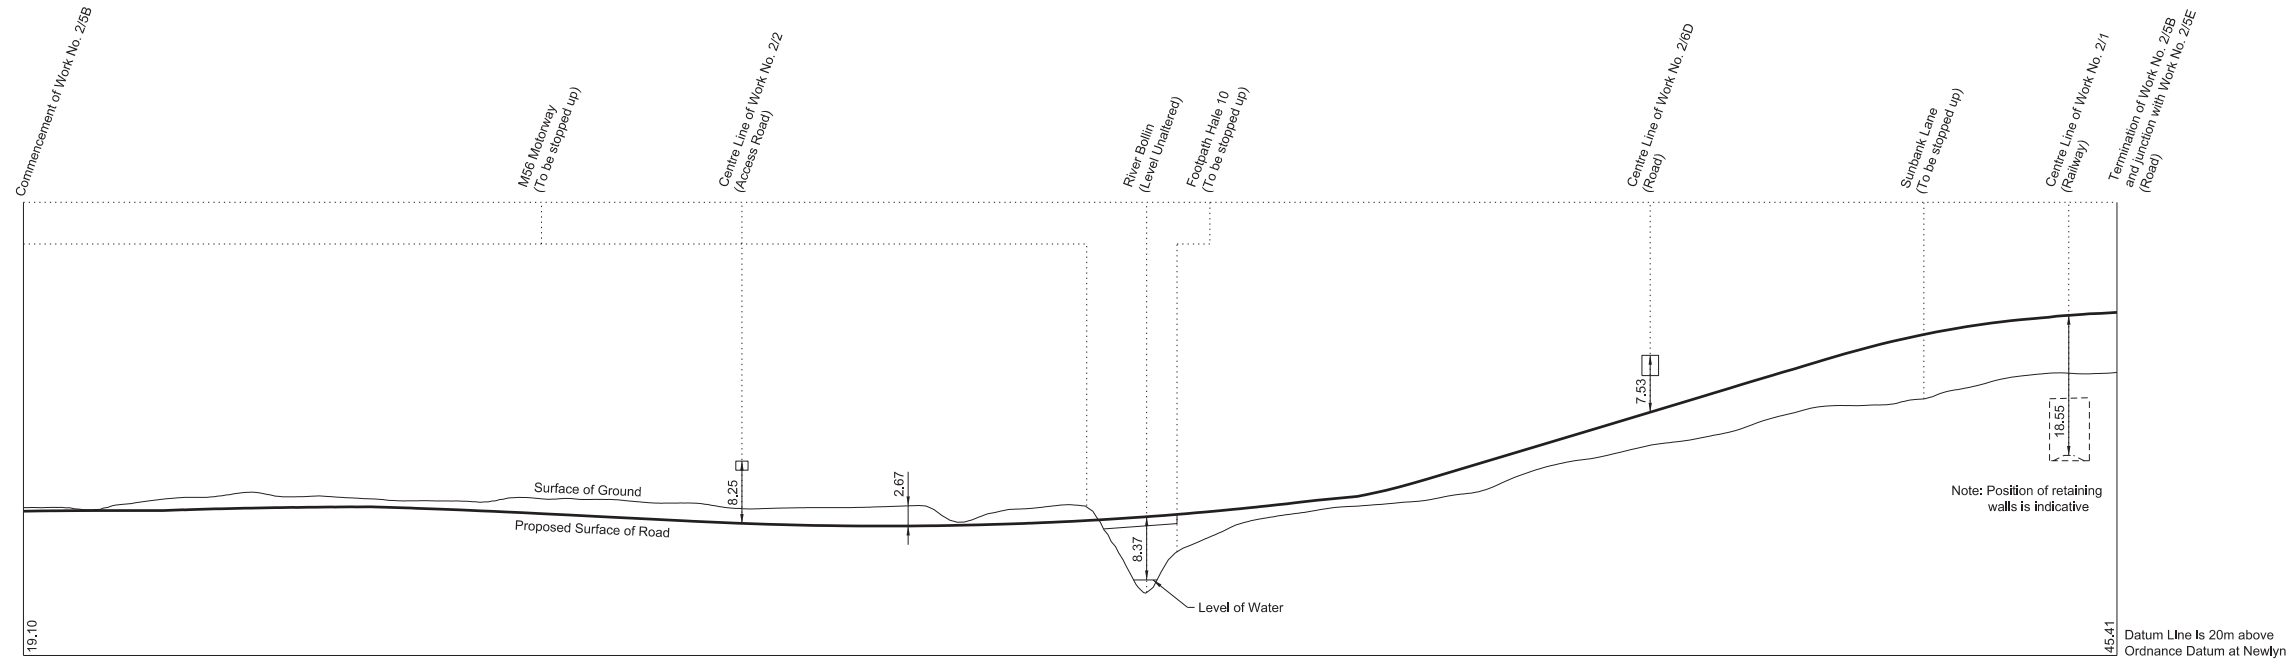 Commencement of Work No. 2/5B
M56 Motorway
(To be stopped up)
Centre Line of Work No. 2/2
(Access Road)
River Bollin
(Level Unaltered)
Footpath Hale 10
(To be stopped up)
Centre Line of Work No. 2/6D
(Road)
Sunbank Lane
(To be stopped up)
Centre Line of Work No. 2/1
(Railway)
Termination of Work No. 2/5B
and junction with Work No. 2/5E
(Road)
Surface of Ground
Proposed Surface of Road
8.25
2.67
8.37
7.53
18.55
Level of Water
Note: Position of retaining
walls is indicative
19.10
45.41
Datum Line is 20m above
Ordnance Datum at Newlyn